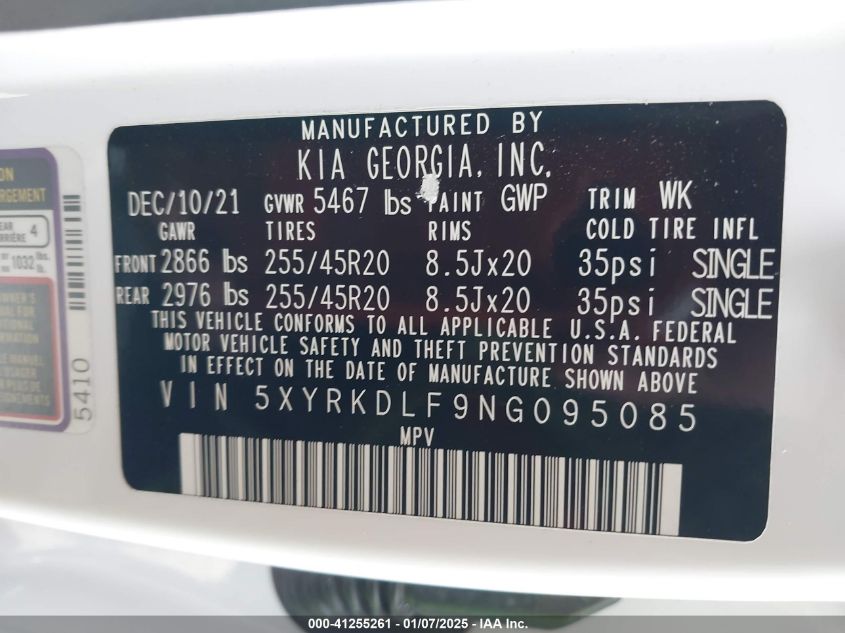 MANUFACTURED BY
KIA GEORGIA, INC.
DEC/10/21 GVWR 5467 lbs PAINT GWP TRIM WK
GAWR TIRES RIMS COLD TIRE INFL
FRONT 2866 lbs 255/45R20 8.5Jx20 35psi SINGLE
REAR 2976 lbs 255/45R20 8.5Jx20 35psi SINGLE
THIS VEHICLE CONFORMS TO ALL APPLICABLE U.S.A. FEDERAL
MOTOR VEHICLE SAFETY AND THEFT PREVENTION STANDARDS
IN EFFECT ON THE DATE OF MANUFACTURE SHOWN ABOVE
VIN 5XYRKDLF9NG095085
MPV
4
1032 lbs.
5410
000-41255261 - 01/07/2025 - IAA Inc.